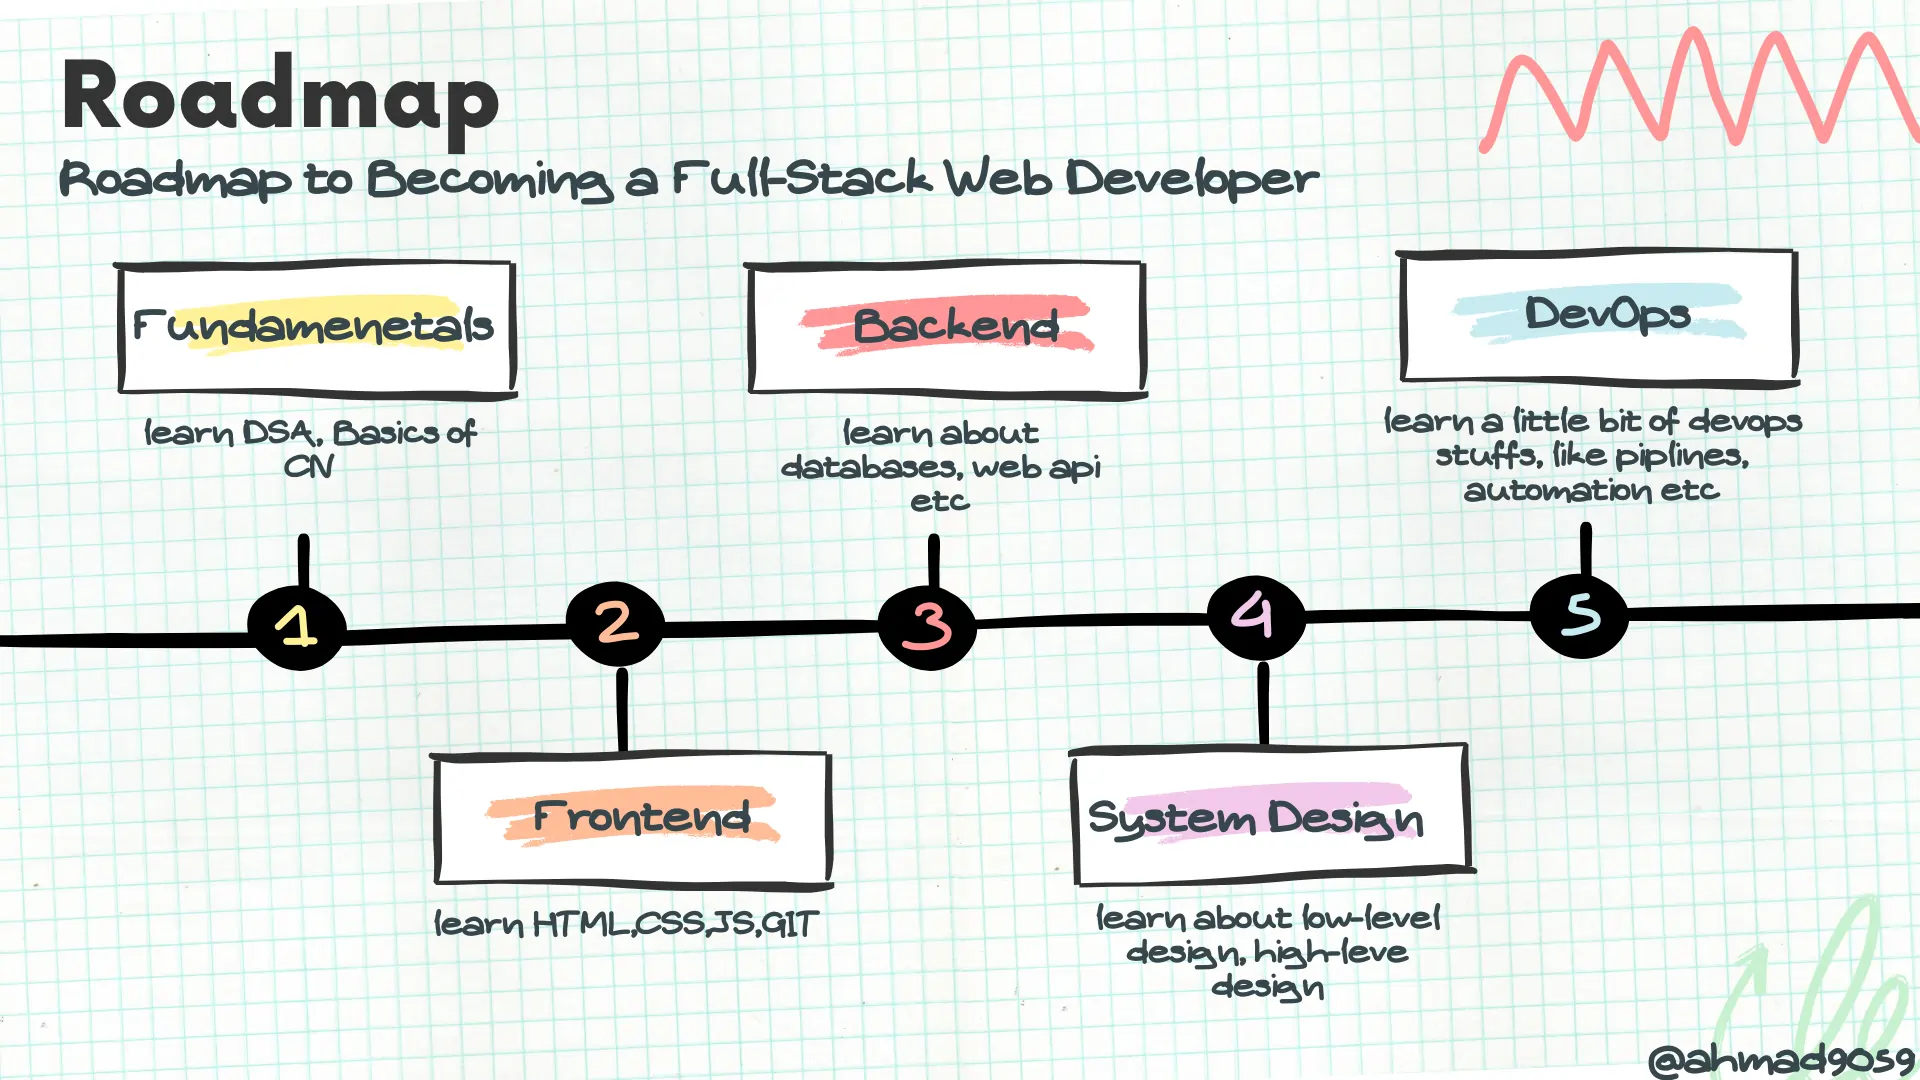 Roadmap
Roadmap to Becoming a Full-Stack Web Developer
Fundamenetals
learn DSA, Basics of
CN
Backend
learn about
databases, web api
etc
DevOps
learn a little bit of devops
stuffs, like piplines,
automation etc
1
2
3
4
5
Frontend
learn HTML,CSS,JS,GIT
System Design
learn about low-level
design, high-leve
design
@ahmad9059